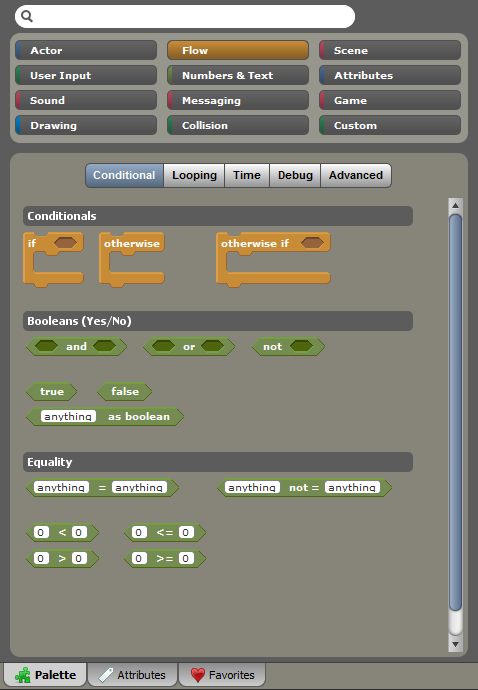 Actor Flow Scene
User Input Numbers & Text Attributes
Sound Messaging Game
Drawing Collision Custom
Conditional Looping Time Debug Advanced
Conditionals
if otherwise otherwise if
Booleans (Yes/No)
and or not
true false
anything as boolean
Equality
anything = anything anything not = anything
0 < 0 0 <= 0
0 > 0 0 >= 0
Palette Attributes Favorites